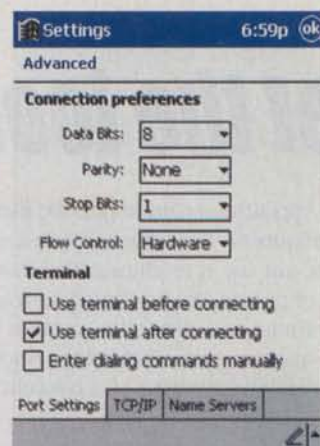 Settings 6:59p ok
Advanced
Connection preferences
Data Bits: 8
Parity: None
Stop Bits: 1
Flow Control: Hardware
Terminal
Use terminal before connecting
Use terminal after connecting
Enter dialing commands manually
Port Settings TCP/IP Name Servers